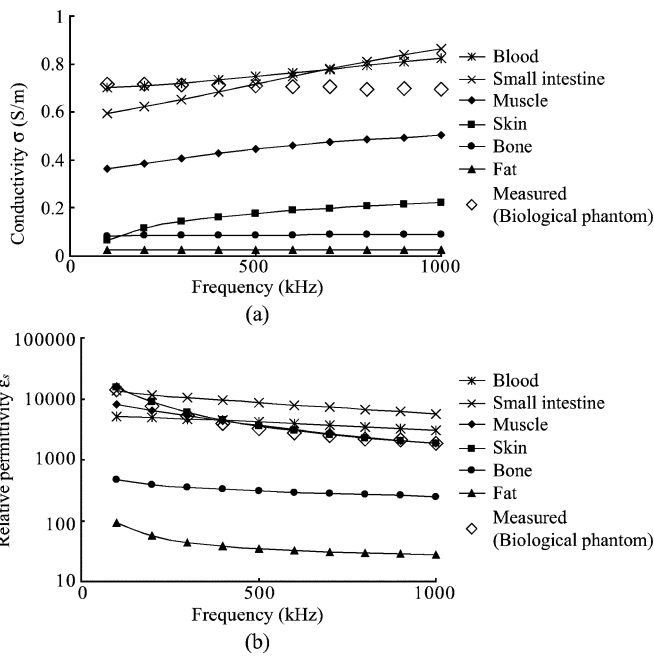 1
0.8
0.6
0.4
0.2
0
Conductivity σ (S/m)
0
500
1000
Frequency (kHz)
Blood
Small intestine
Muscle
Skin
Bone
Fat
Measured
(Biological phantom)
(a)
100000
10000
1000
100
10
Relative permittivity εs
0
500
1000
Frequency (kHz)
Blood
Small intestine
Muscle
Skin
Bone
Fat
Measured
(Biological phantom)
(b)